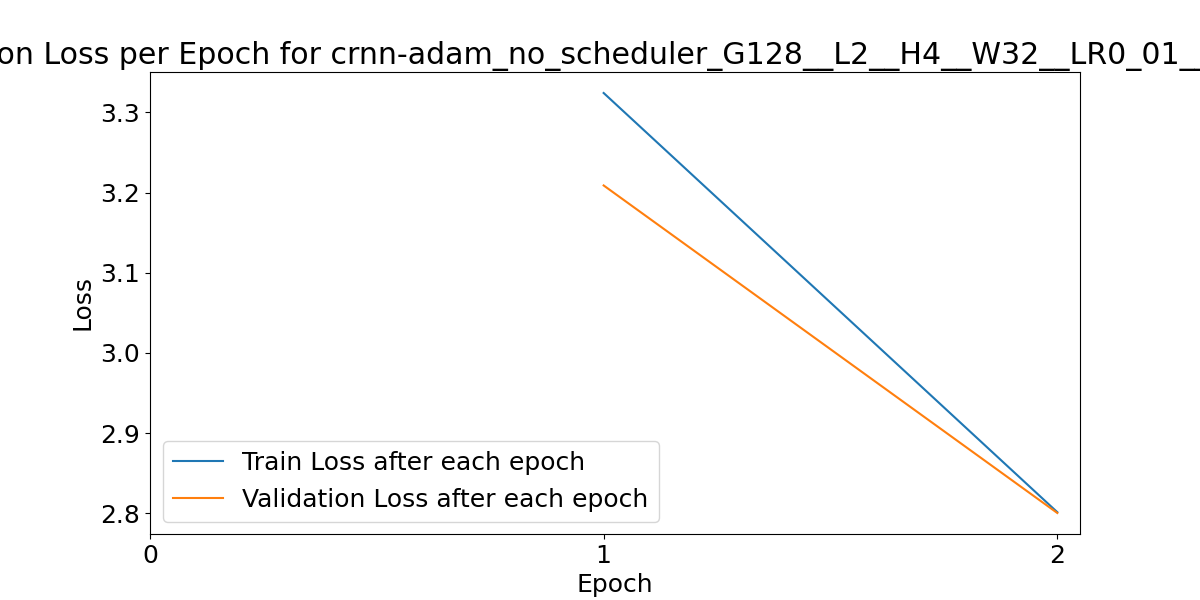 on Loss per Epoch for crnn-adam_no_scheduler_G128__L2__H4__W32__LR0_01__
3.3
3.2
3.1
3.0
2.9
2.8
Loss
Train Loss after each epoch
Validation Loss after each epoch
0 1 2
Epoch